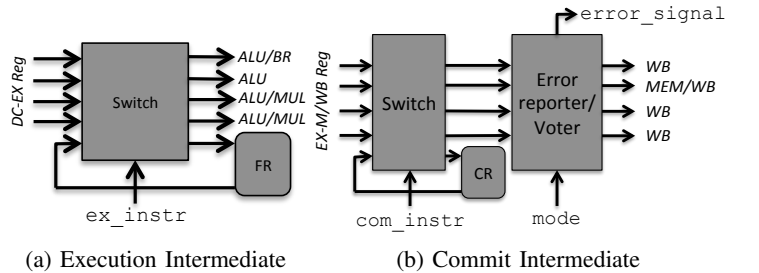 error_signal
DC-EX Reg
Switch
ALU/BR
ALU
ALU/MUL
ALU/MUL
FR
ex_instr
EX-M/WB Reg
Switch
CR
com_instr
Error
reporter/
Voter
WB
MEM/WB
WB
WB
mode
(a) Execution Intermediate
(b) Commit Intermediate